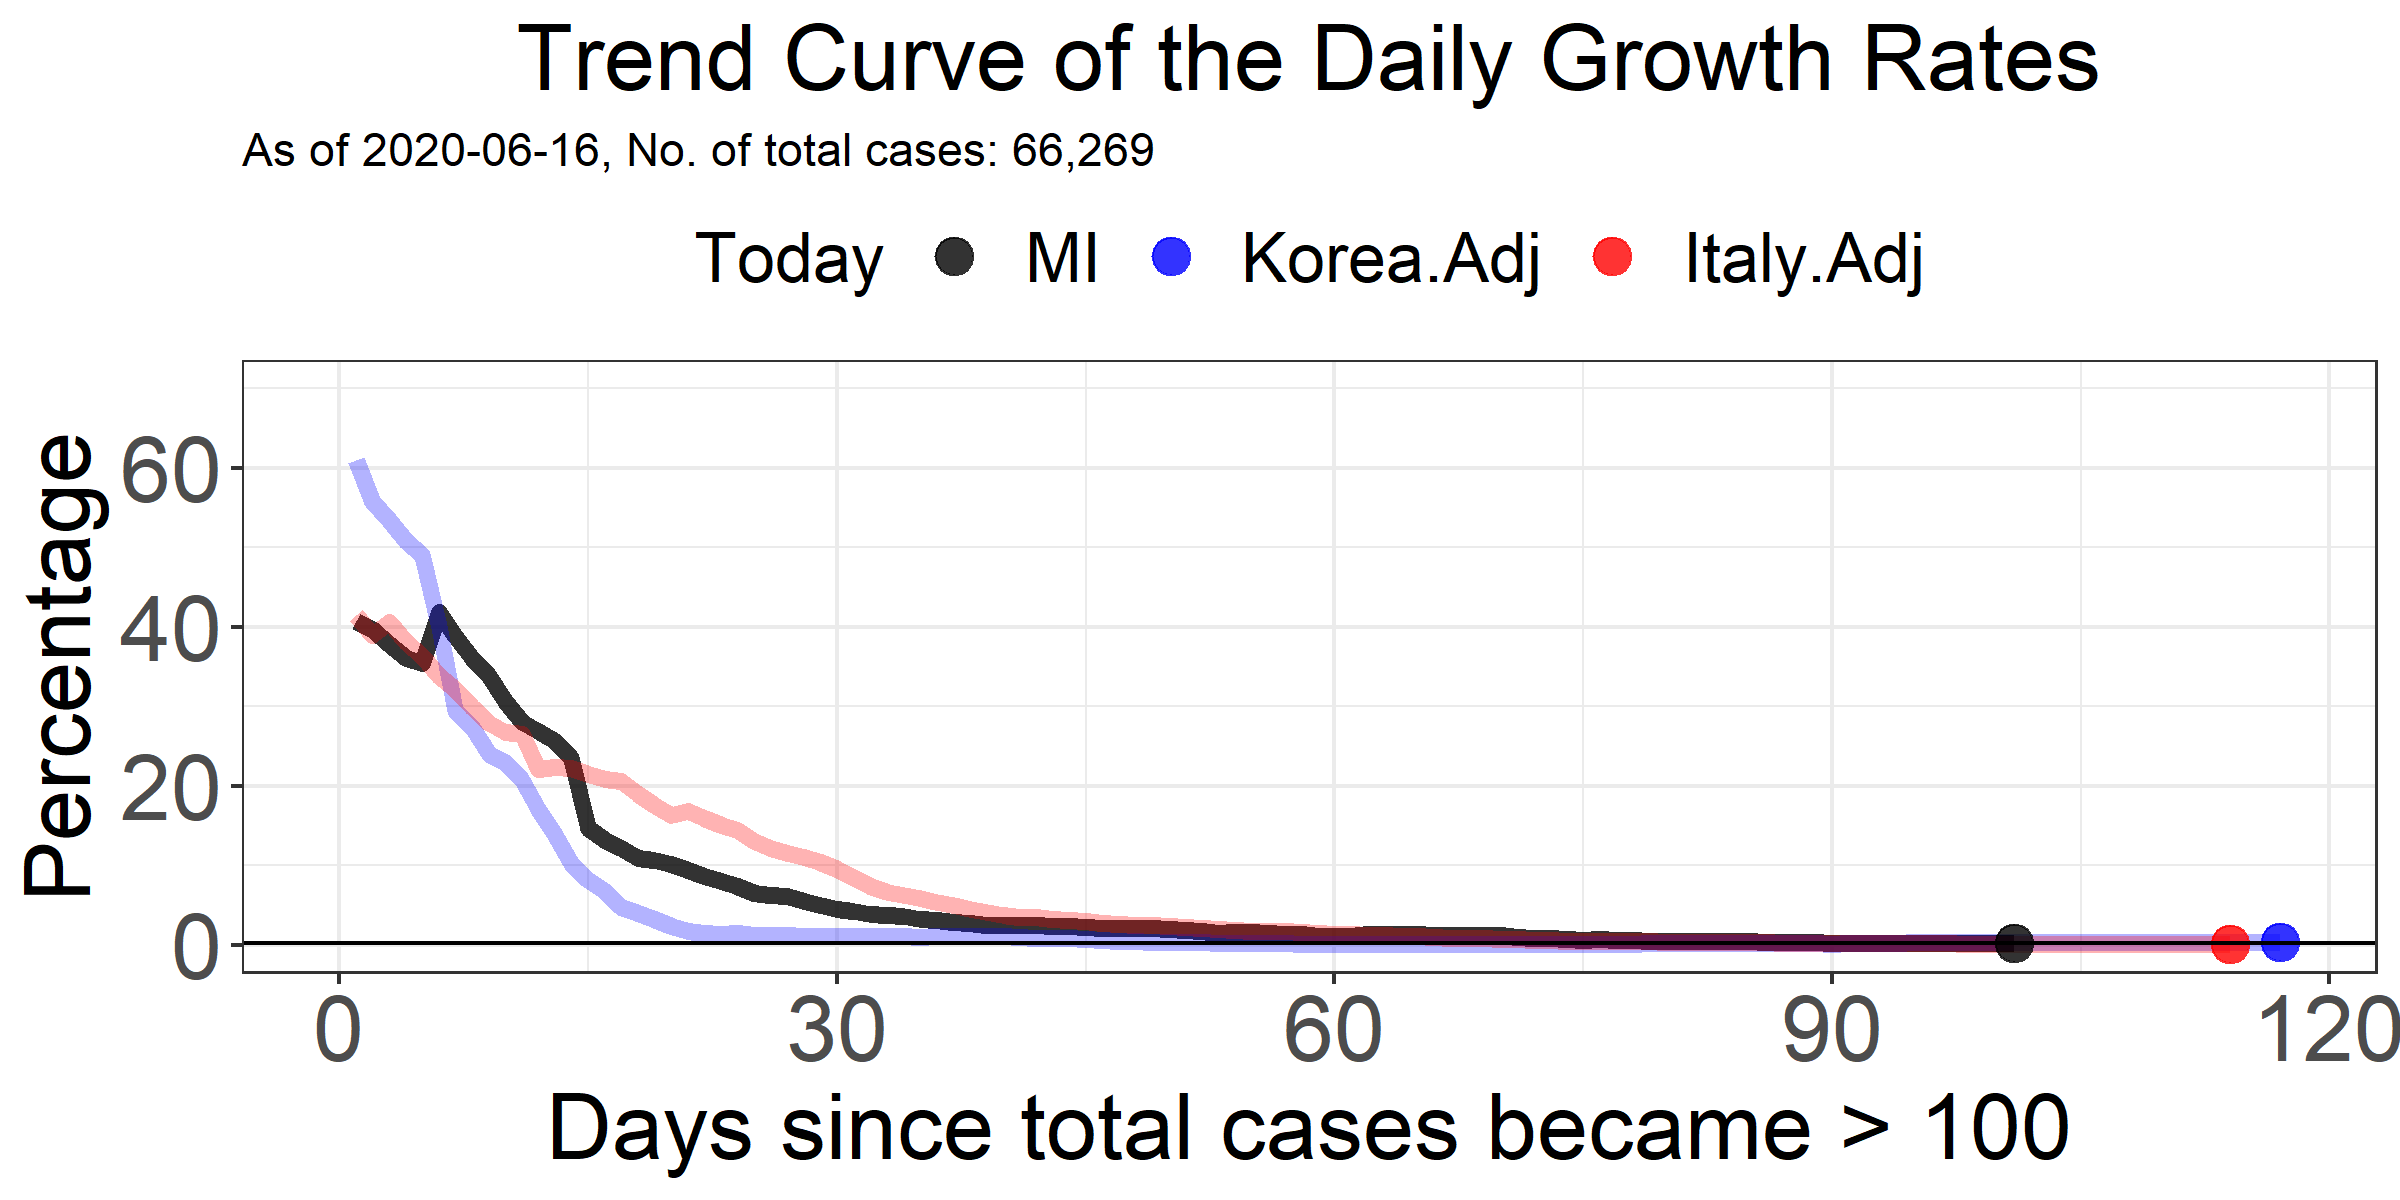 Trend Curve of the Daily Growth Rates
As of 2020-06-16, No. of total cases: 66,269
Today MI Korea.Adj Italy.Adj
Percentage
60
40
20
0
0 30 60 90 120
Days since total cases became > 100